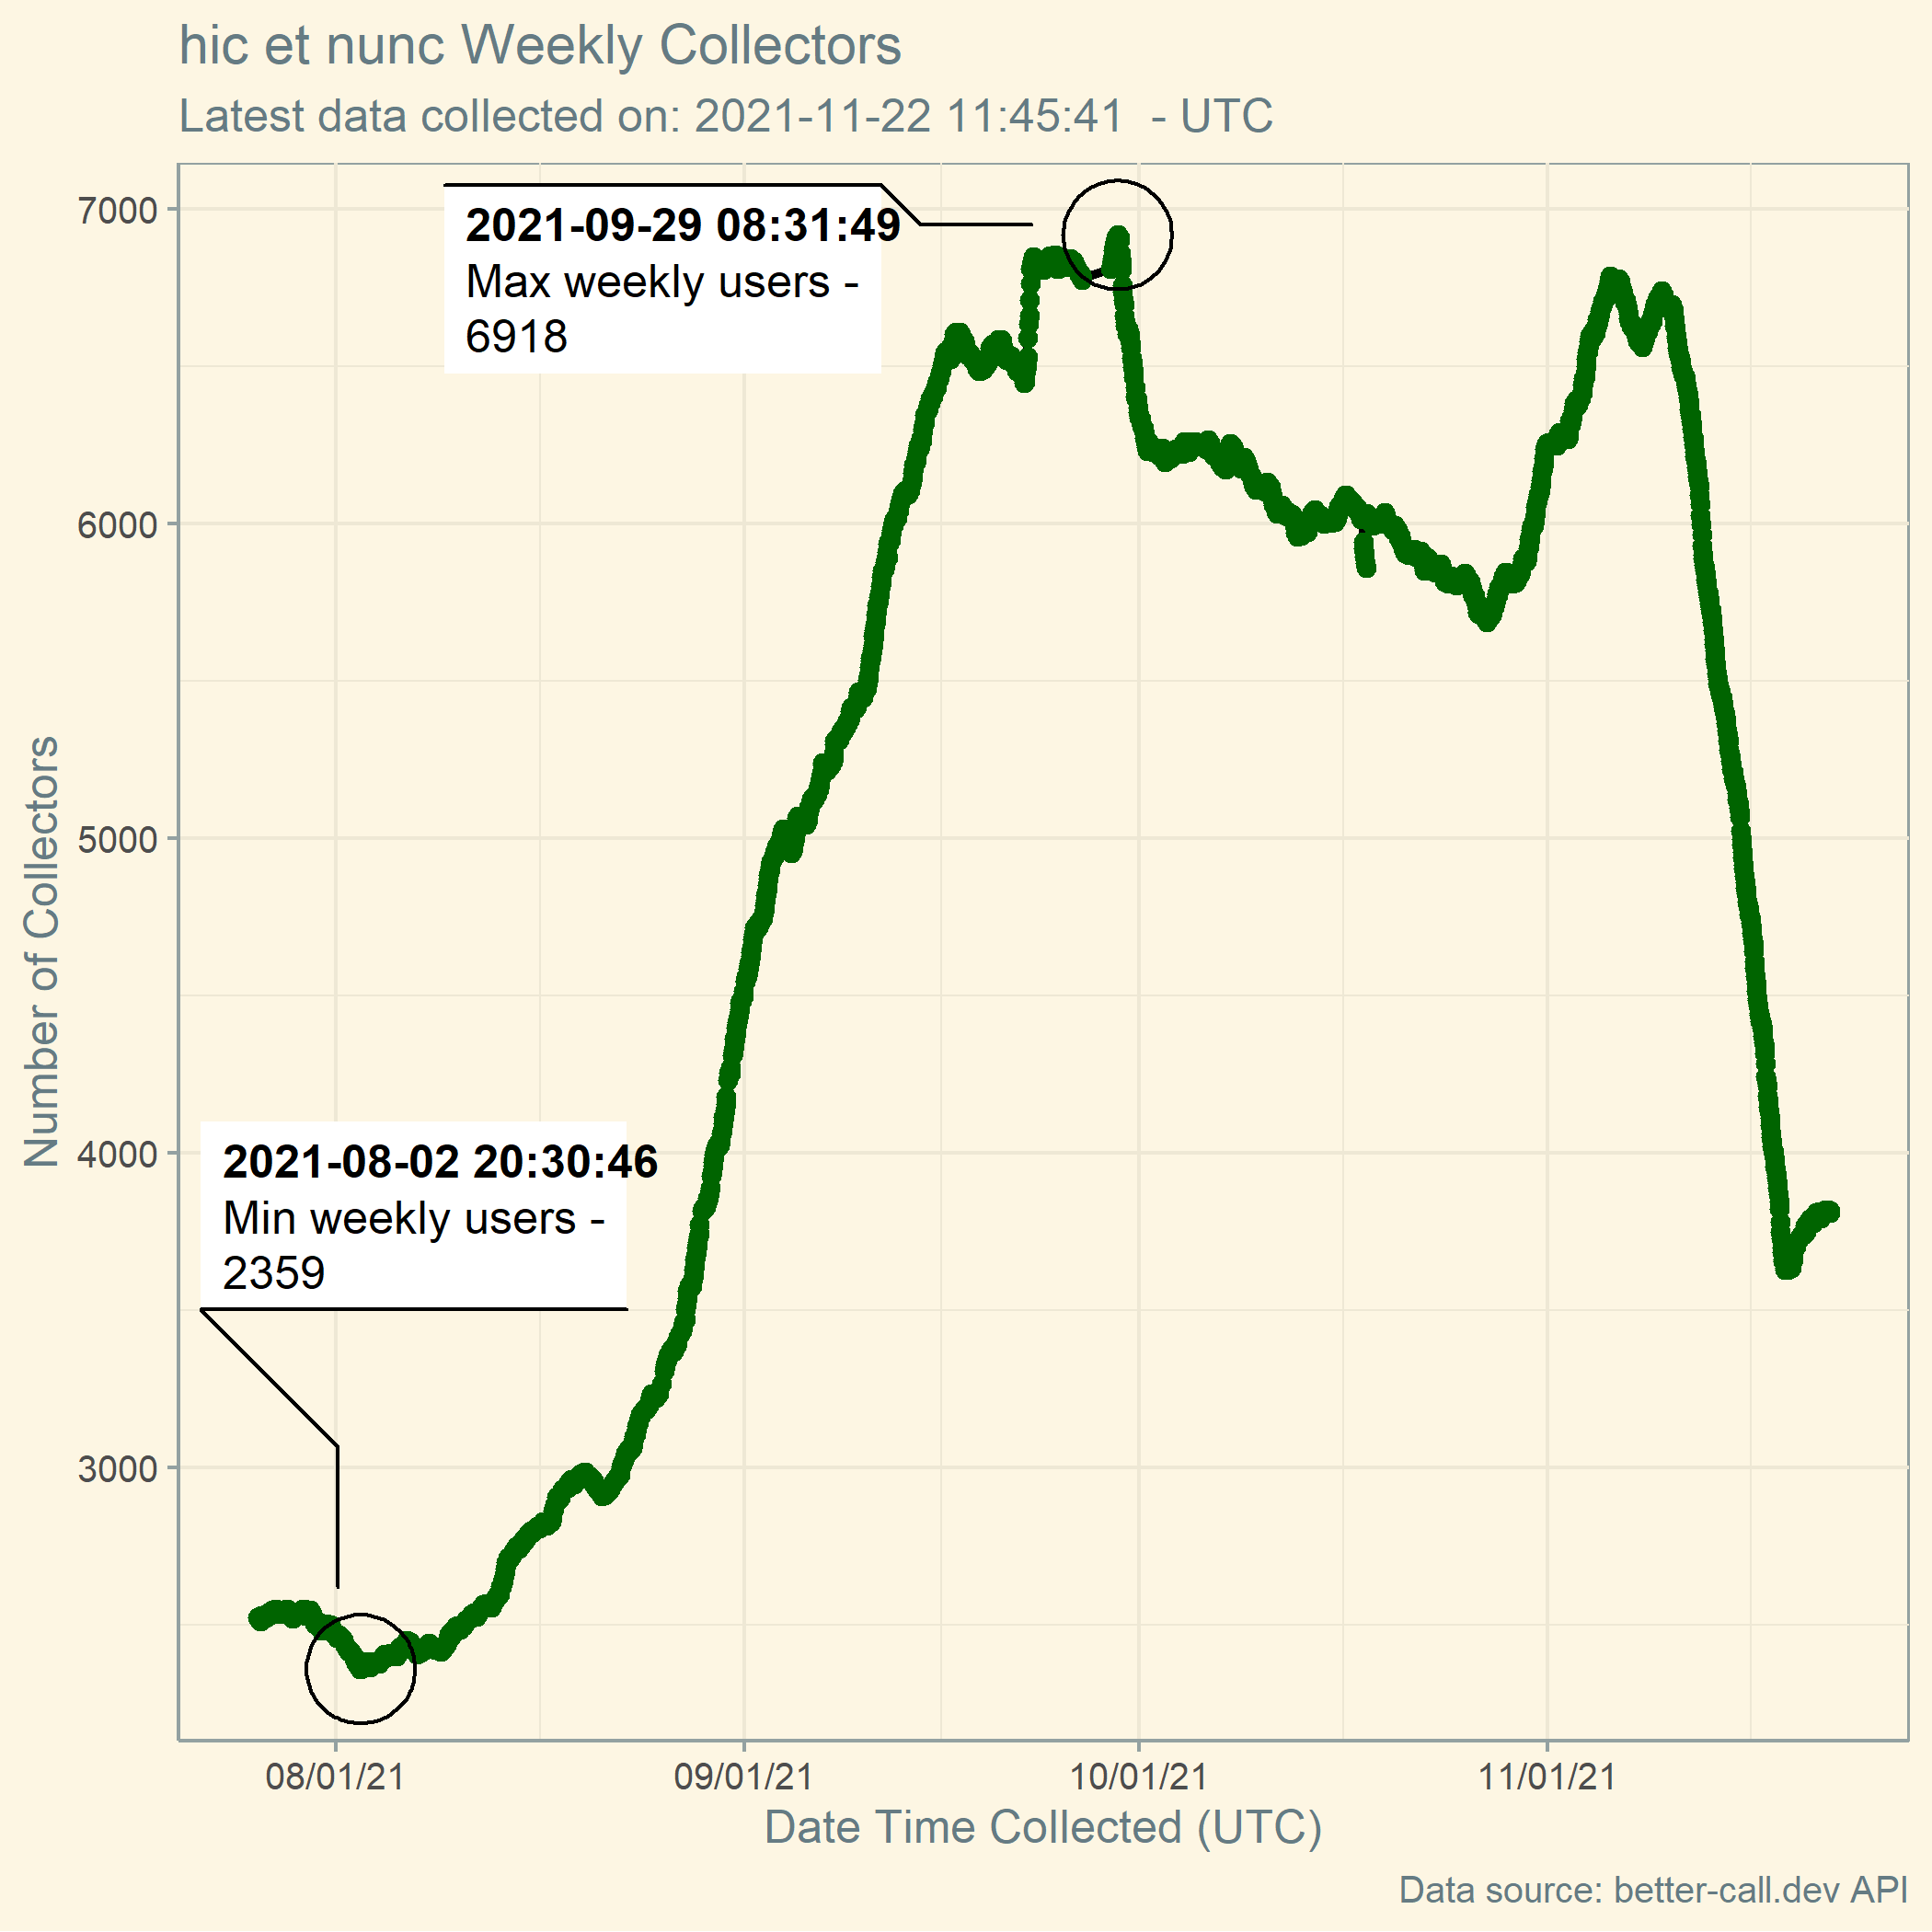 hic et nunc Weekly Collectors
Latest data collected on: 2021-11-22 11:45:41  - UTC
Number of Collectors
7000
6000
5000
4000
3000
2021-09-29 08:31:49
Max weekly users -
6918
2021-08-02 20:30:46
Min weekly users -
2359
08/01/21
09/01/21
10/01/21
11/01/21
Date Time Collected (UTC)
Data source: better-call.dev API